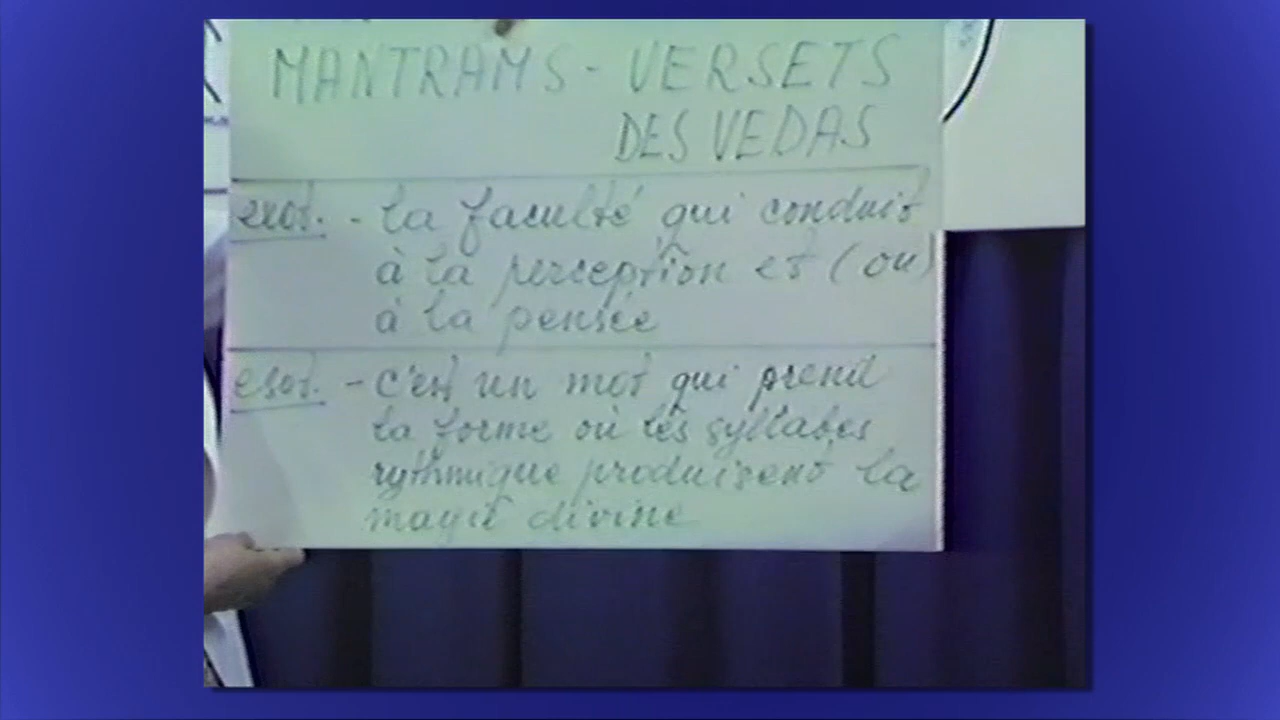 MANTRAMS - VERSETS
DES VEDAS
exot. - la faculté qui conduit
à la perception et (ou)
à la pensée
esot. - c'est un mot qui prend
la forme où les syllabes
rythmique produisent la
magie divine